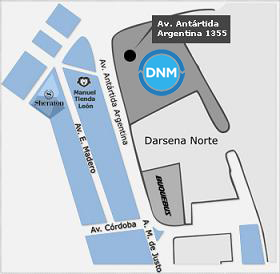 Av. Antártida
Argentina 1355
DNM
Manuel
Tienda
León
S
Sheraton
Av. Antártida Argentina
Av. E. Madero
Darsena Norte
BUQUEBUS
Av. Córdoba
A. M. de Justo